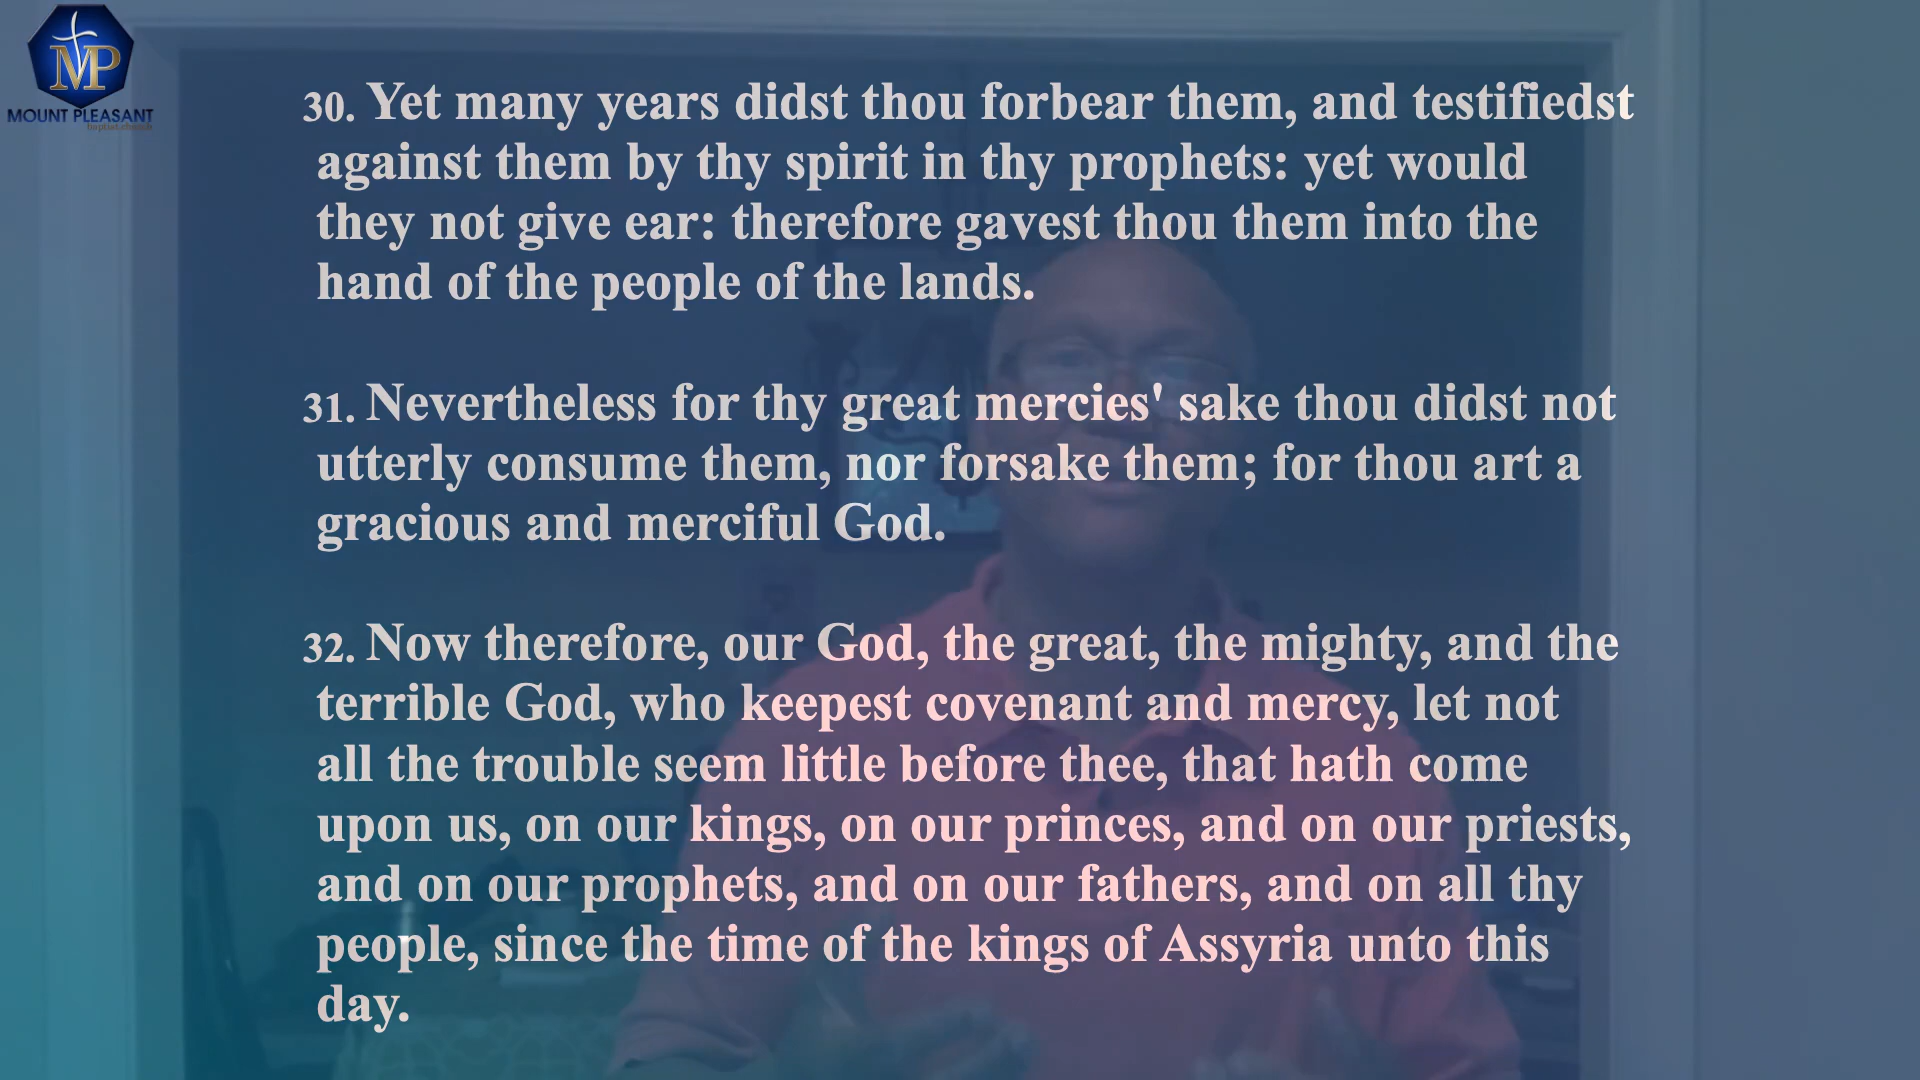 MP
MOUNT PLEASANT
baptist church
30. Yet many years didst thou forbear them, and testifiedst
against them by thy spirit in thy prophets: yet would
they not give ear: therefore gavest thou them into the
hand of the people of the lands.
31. Nevertheless for thy great mercies' sake thou didst not
utterly consume them, nor forsake them; for thou art a
gracious and merciful God.
32. Now therefore, our God, the great, the mighty, and the
terrible God, who keepest covenant and mercy, let not
all the trouble seem little before thee, that hath come
upon us, on our kings, on our princes, and on our priests,
and on our prophets, and on our fathers, and on all thy
people, since the time of the kings of Assyria unto this
day.